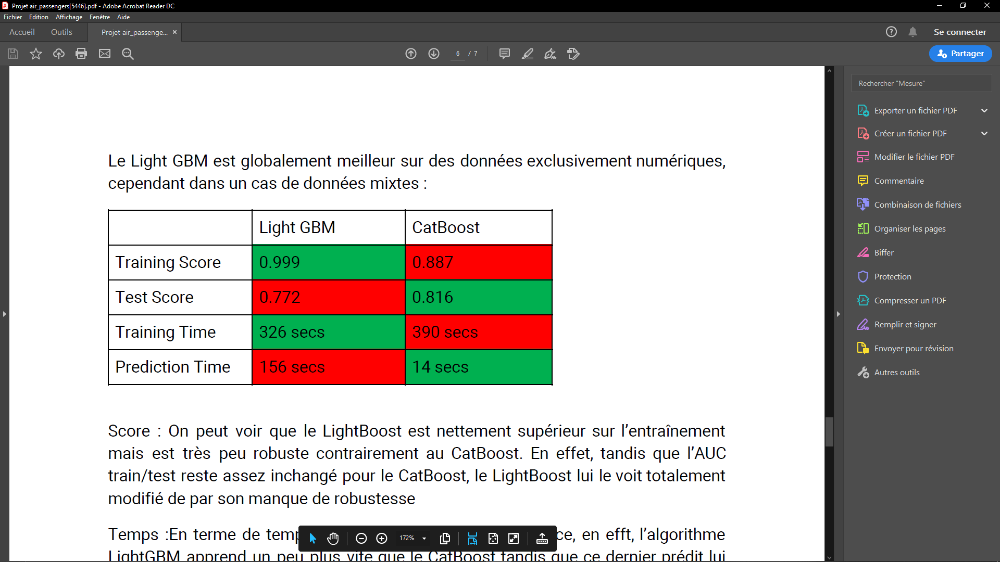 Projet air_passengers[5446].pdf - Adobe Acrobat Reader DC
Fichier Edition Affichage Fenêtre Aide
Accueil Outils Projet air_passenge... × Se connecter
6 / 7 Partager
Rechercher "Mesure"
Exporter un fichier PDF
Créer un fichier PDF
Modifier le fichier PDF
Commentaire
Combinaison de fichiers
Organiser les pages
Biffer
Protection
Compresser un PDF
Remplir et signer
Envoyer pour révision
Autres outils
Le Light GBM est globalement meilleur sur des données exclusivement numériques,
cependant dans un cas de données mixtes :
Light GBM CatBoost
Training Score 0.999 0.887
Test Score 0.772 0.816
Training Time 326 secs 390 secs
Prediction Time 156 secs 14 secs
Score : On peut voir que le LightBoost est nettement supérieur sur l’entraînement
mais est très peu robuste contrairement au CatBoost. En effet, tandis que l’AUC
train/test reste assez inchangé pour le CatBoost, le LightBoost lui le voit totalement
modifié de par son manque de robustesse
Temps :En terme de en efft, l’algorithme
LightGBM apprend un peu plus vite que le CatBoost tandis que ce dernier prédit lui
172%